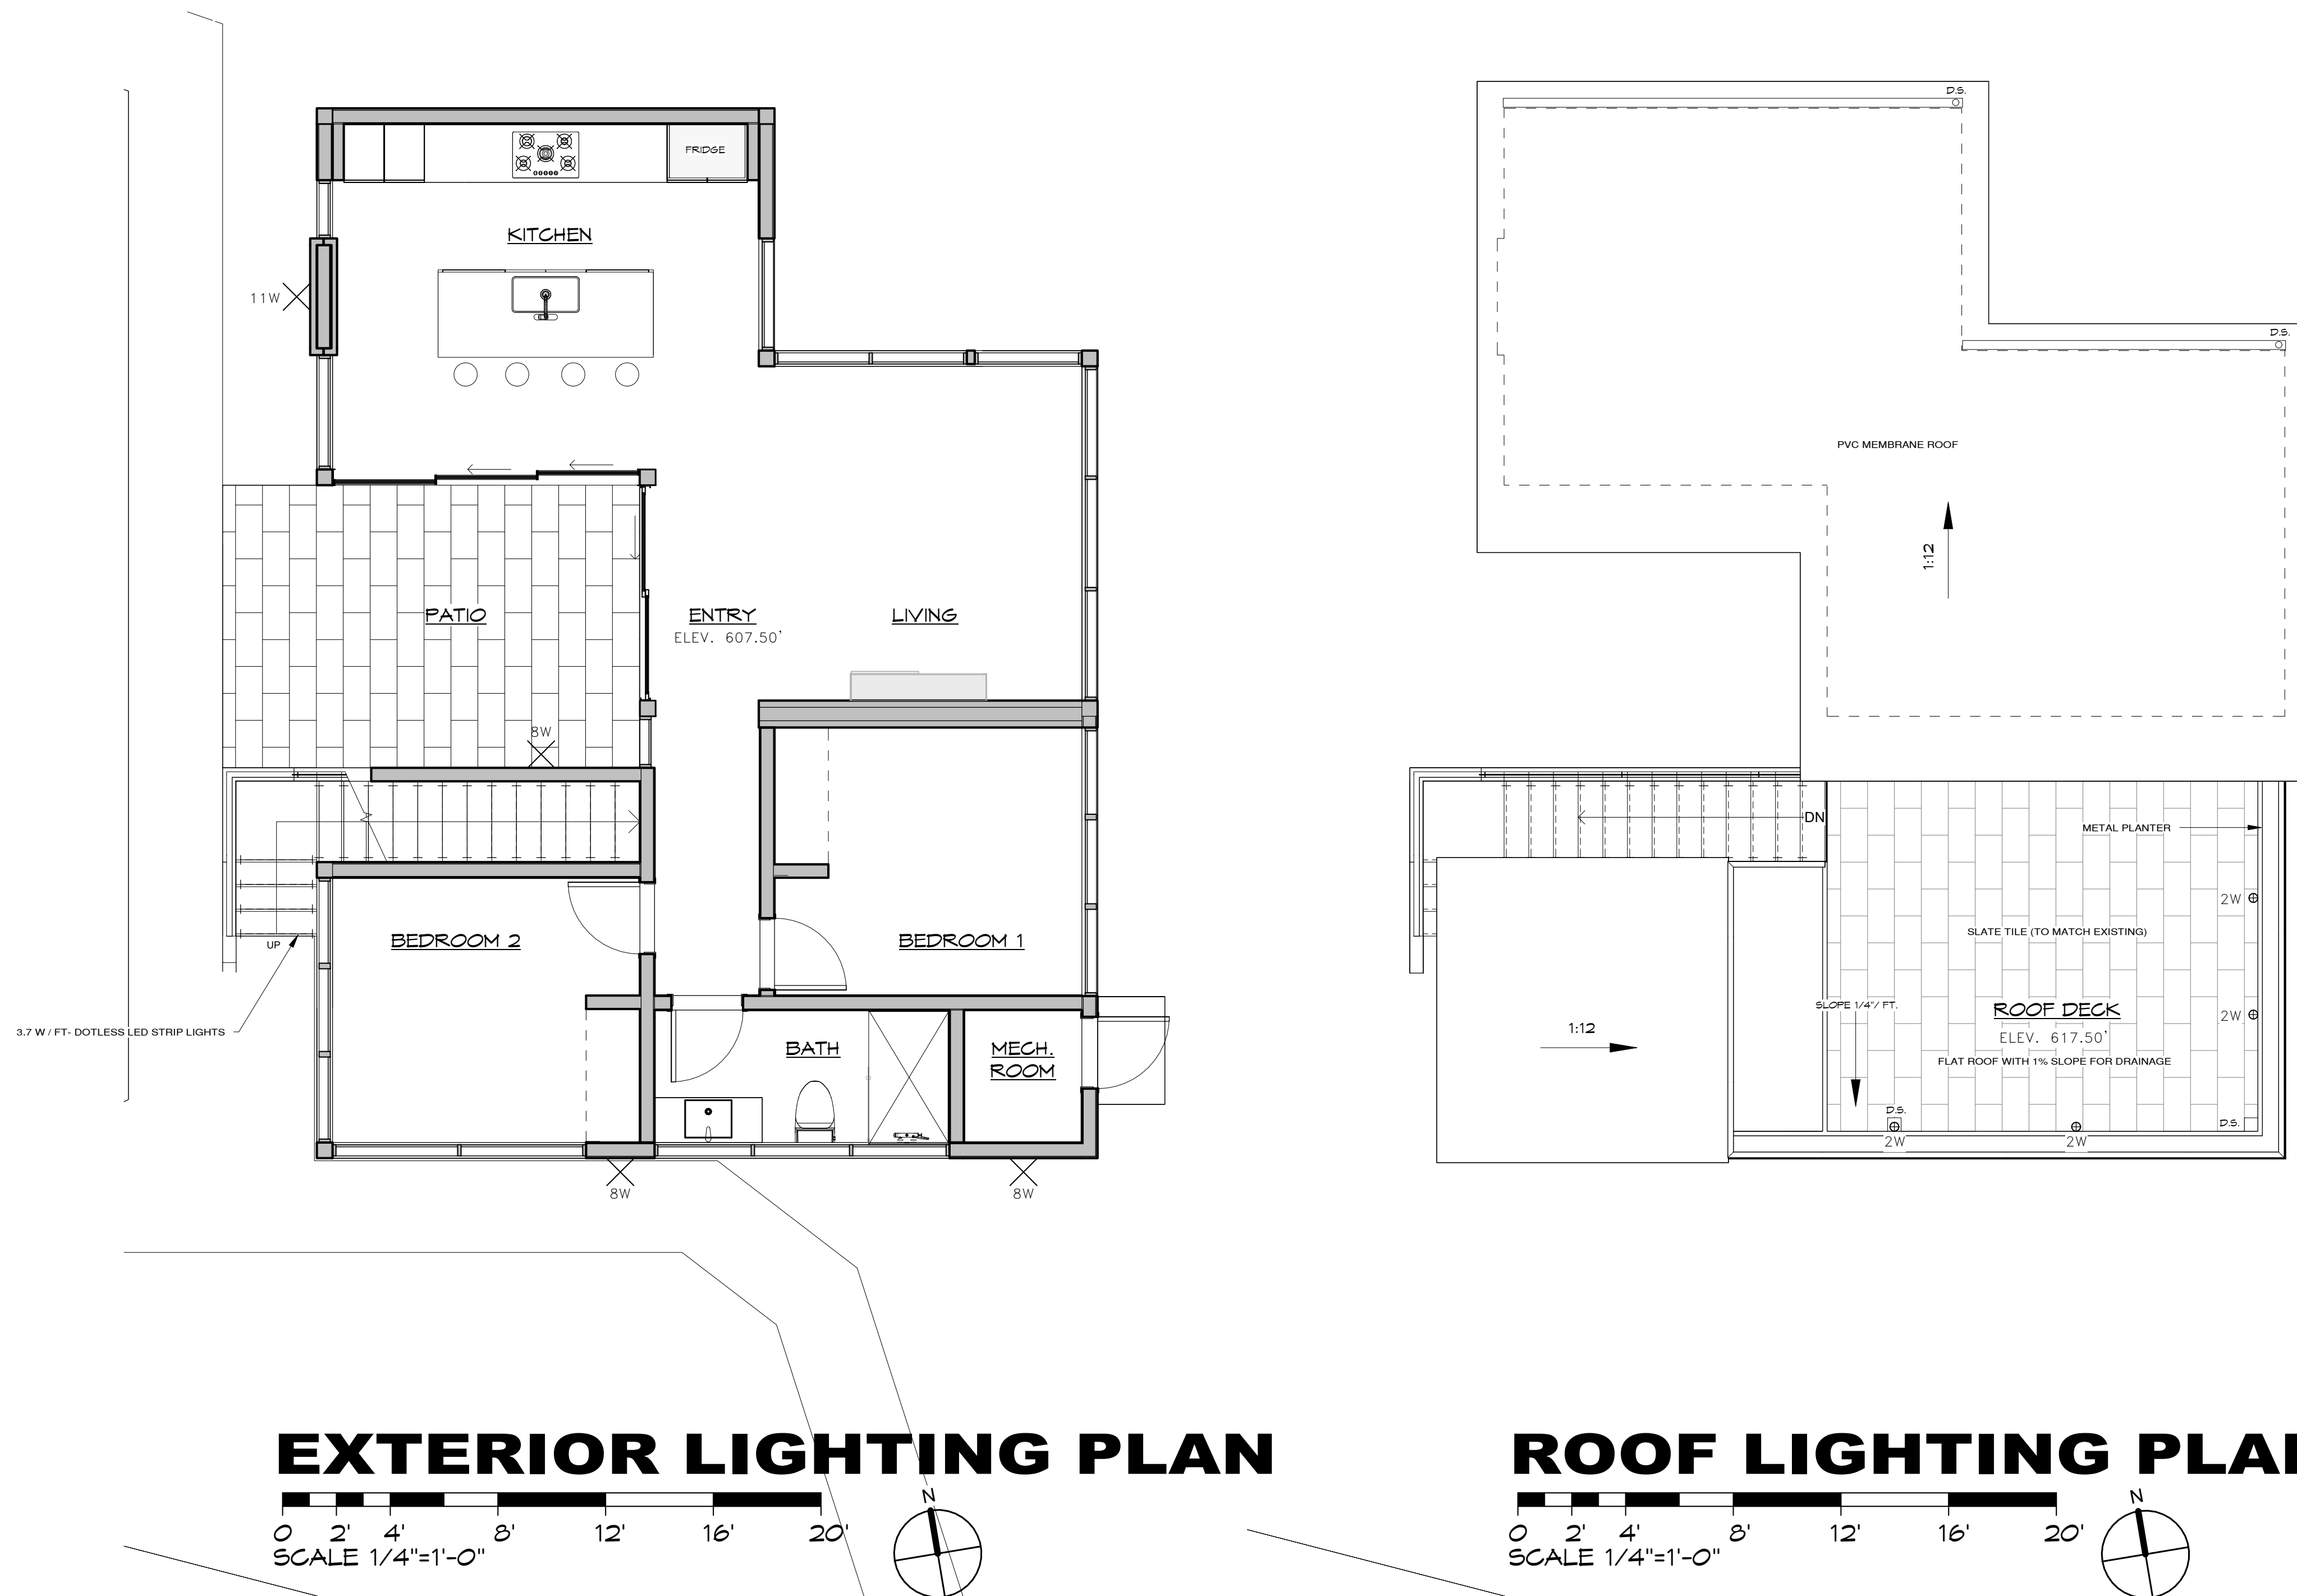 FRIDGE
KITCHEN
11W
PATIO
ENTRY
ELEV. 607.50'
LIVING
8W
BEDROOM 2
BEDROOM 1
UP
3.7 W / FT- DOTLESS LED STRIP LIGHTS
BATH
MECH.
ROOM
8W
8W
EXTERIOR LIGHTING PLAN
0 2' 4' 8' 12' 16' 20'
SCALE 1/4"=1'-0"
N
D.S.
D.S.
PVC MEMBRANE ROOF
1:12
DN
METAL PLANTER
2W
SLATE TILE (TO MATCH EXISTING)
SLOPE 1/4"/ FT.
ROOF DECK
2W
1:12
ELEV. 617.50'
FLAT ROOF WITH 1% SLOPE FOR DRAINAGE
D.S.
D.S.
2W
2W
ROOF LIGHTING PLA
0 2' 4' 8' 12' 16' 20'
SCALE 1/4"=1'-0"
N